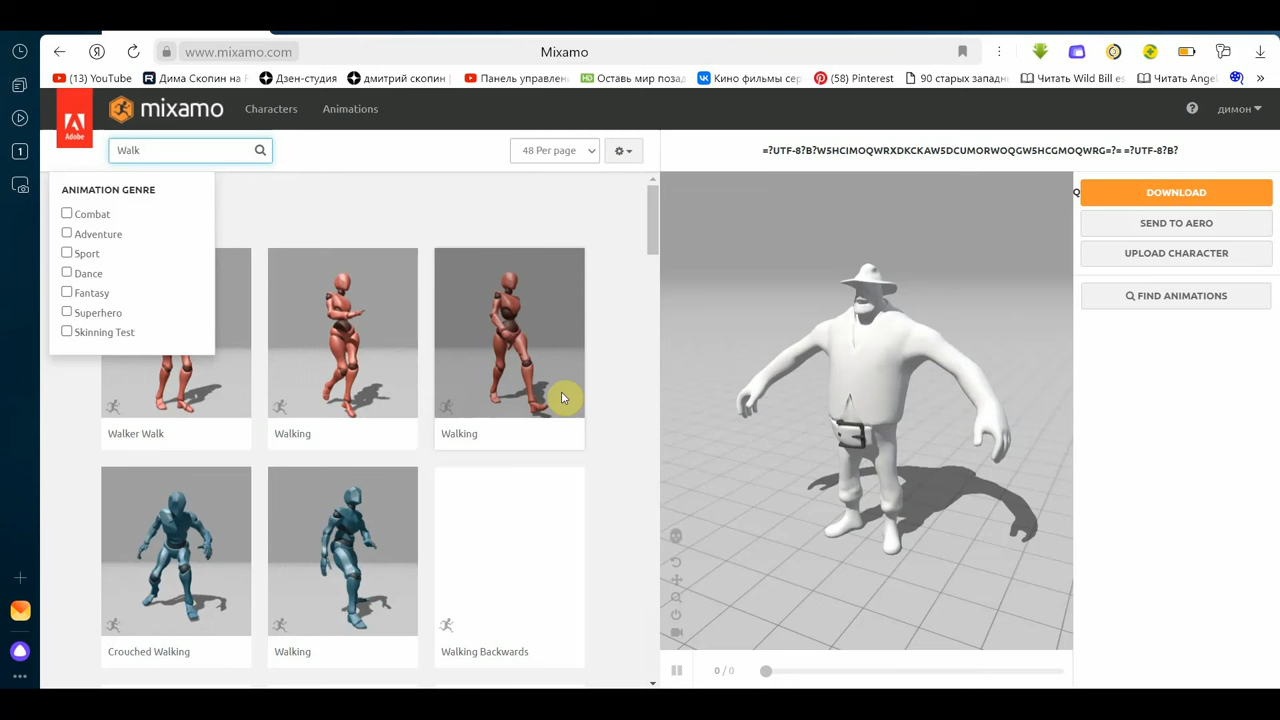 www.mixamo.com
Mixamo
(13) YouTube
Дима Скопин на R
Дзен-студия
дмитрий скопин
Панель управлен
HD Оставь мир позад
Кино фильмы сер
(58) Pinterest
90 старых западн
Читать Wild Bill es
Читать Angel
»
Adobe
mixamo
Characters
Animations
димон
Walk
48 Per page
=?UTF-8?B?W5HCIMOQWRXDKCKAW5DCUMORWOQGW5HCGMOQWRG=?= =?UTF-8?B?
ANIMATION GENRE
Combat
Adventure
Sport
Dance
Fantasy
Superhero
Skinning Test
Q
DOWNLOAD
SEND TO AERO
UPLOAD CHARACTER
FIND ANIMATIONS
Walker Walk
Walking
Walking
Crouched Walking
Walking
Walking Backwards
0 / 0
1